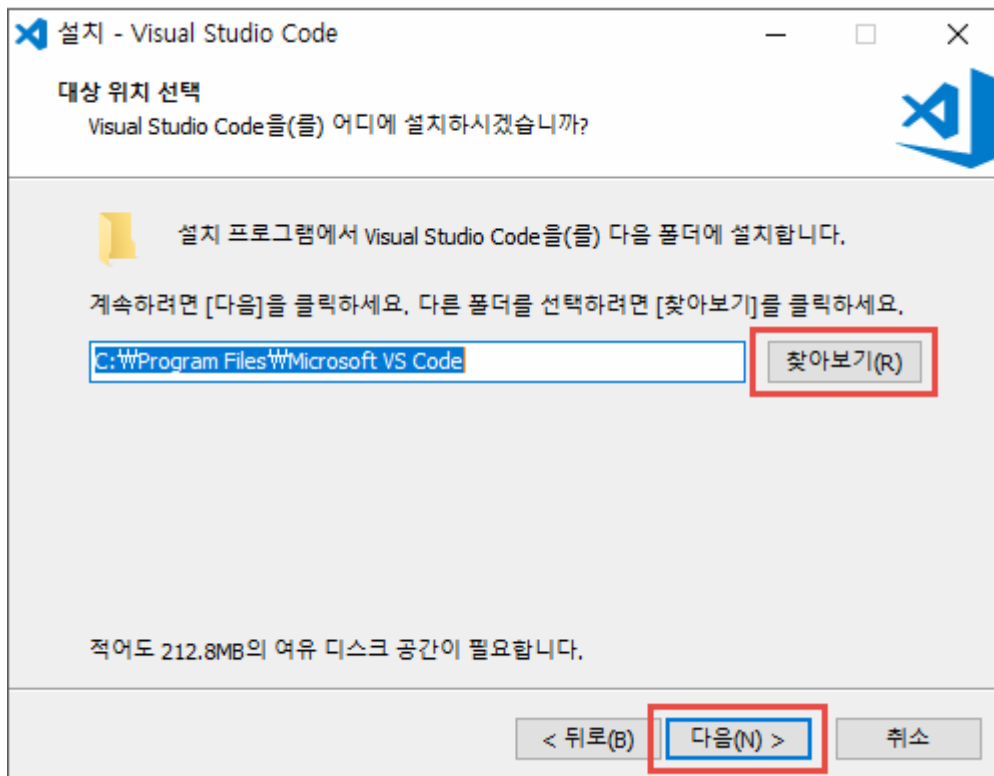 설치 - Visual Studio Code
대상 위치 선택
Visual Studio Code을(를) 어디에 설치하시겠습니까?
설치 프로그램에서 Visual Studio Code을(를) 다음 폴더에 설치합니다.
계속하려면 [다음]을 클릭하세요. 다른 폴더를 선택하려면 [찾아보기]를 클릭하세요.
C:₩Program Files₩Microsoft VS Code 찾아보기(R)
적어도 212.8MB의 여유 디스크 공간이 필요합니다.
< 뒤로(B) 다음(N) > 취소